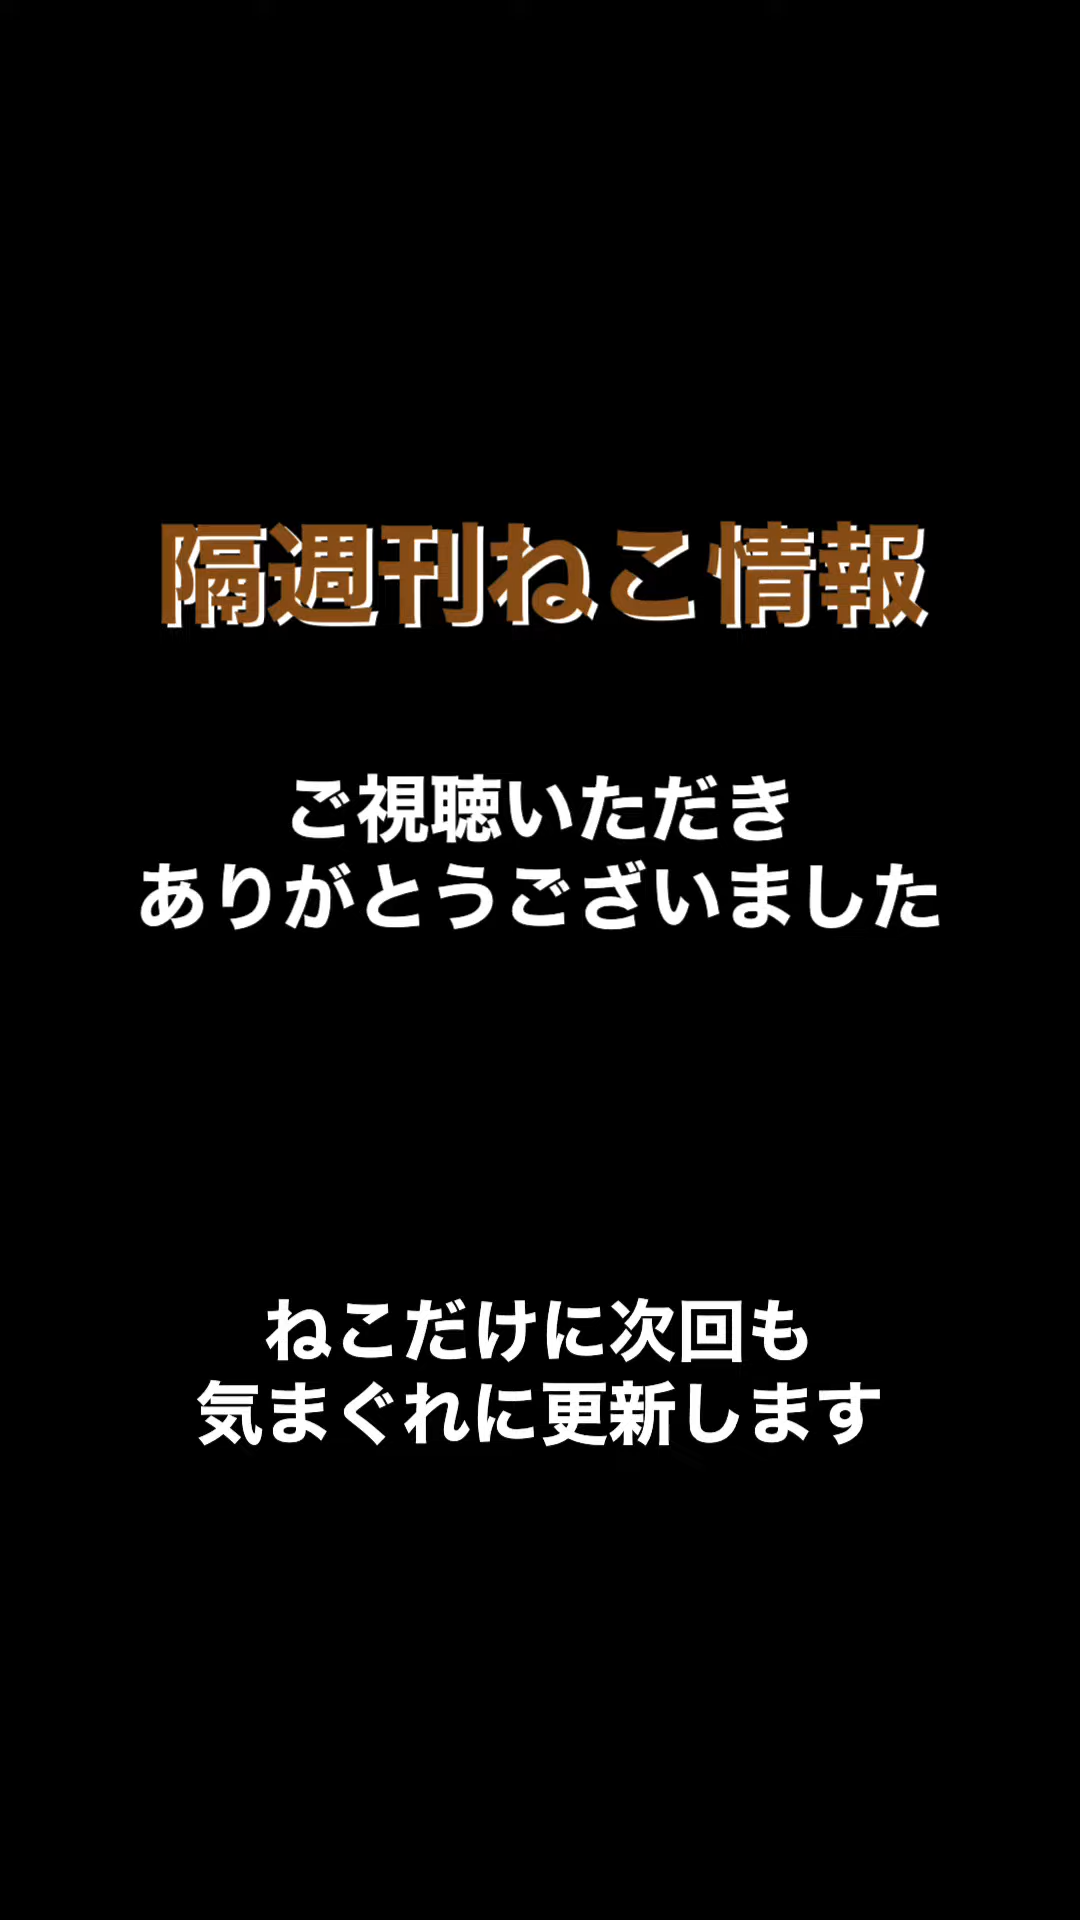 隔週刊ねこ情報
ご視聴いただき
ありがとうございました
ねこだけに次回も
気まぐれに更新します